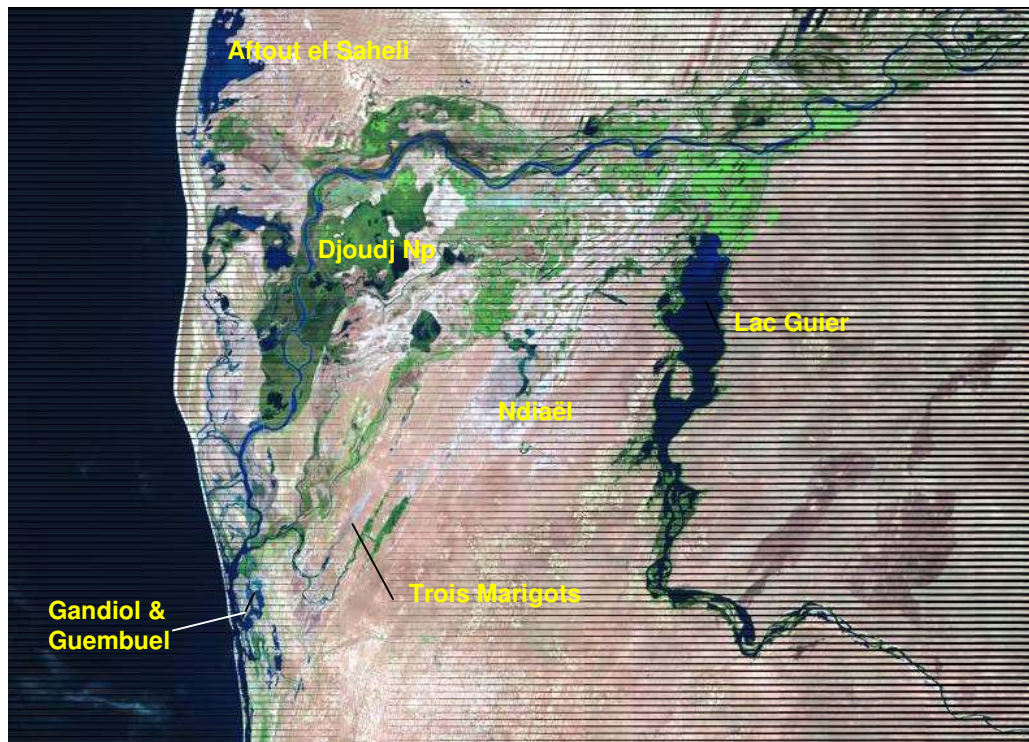 Aftout el Saheli
Djoudj Np
Lac Guier
Ndiaël
Trois Marigots
Gandiol &
Guembuel